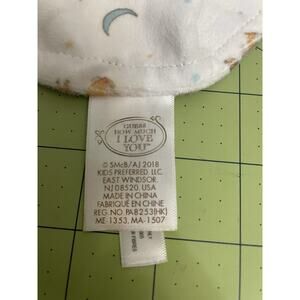 GUESS
HOW MUCH
I LOVE
YOU™
© SMcB/AJ 2018
KIDS PREFERRED, LLC.
EAST WINDSOR,
NJ 08520, USA
MADE IN CHINA
FABRIQUÉ EN CHINE
REG. NO. PA8253(HK)
ME-1353, MA-1507